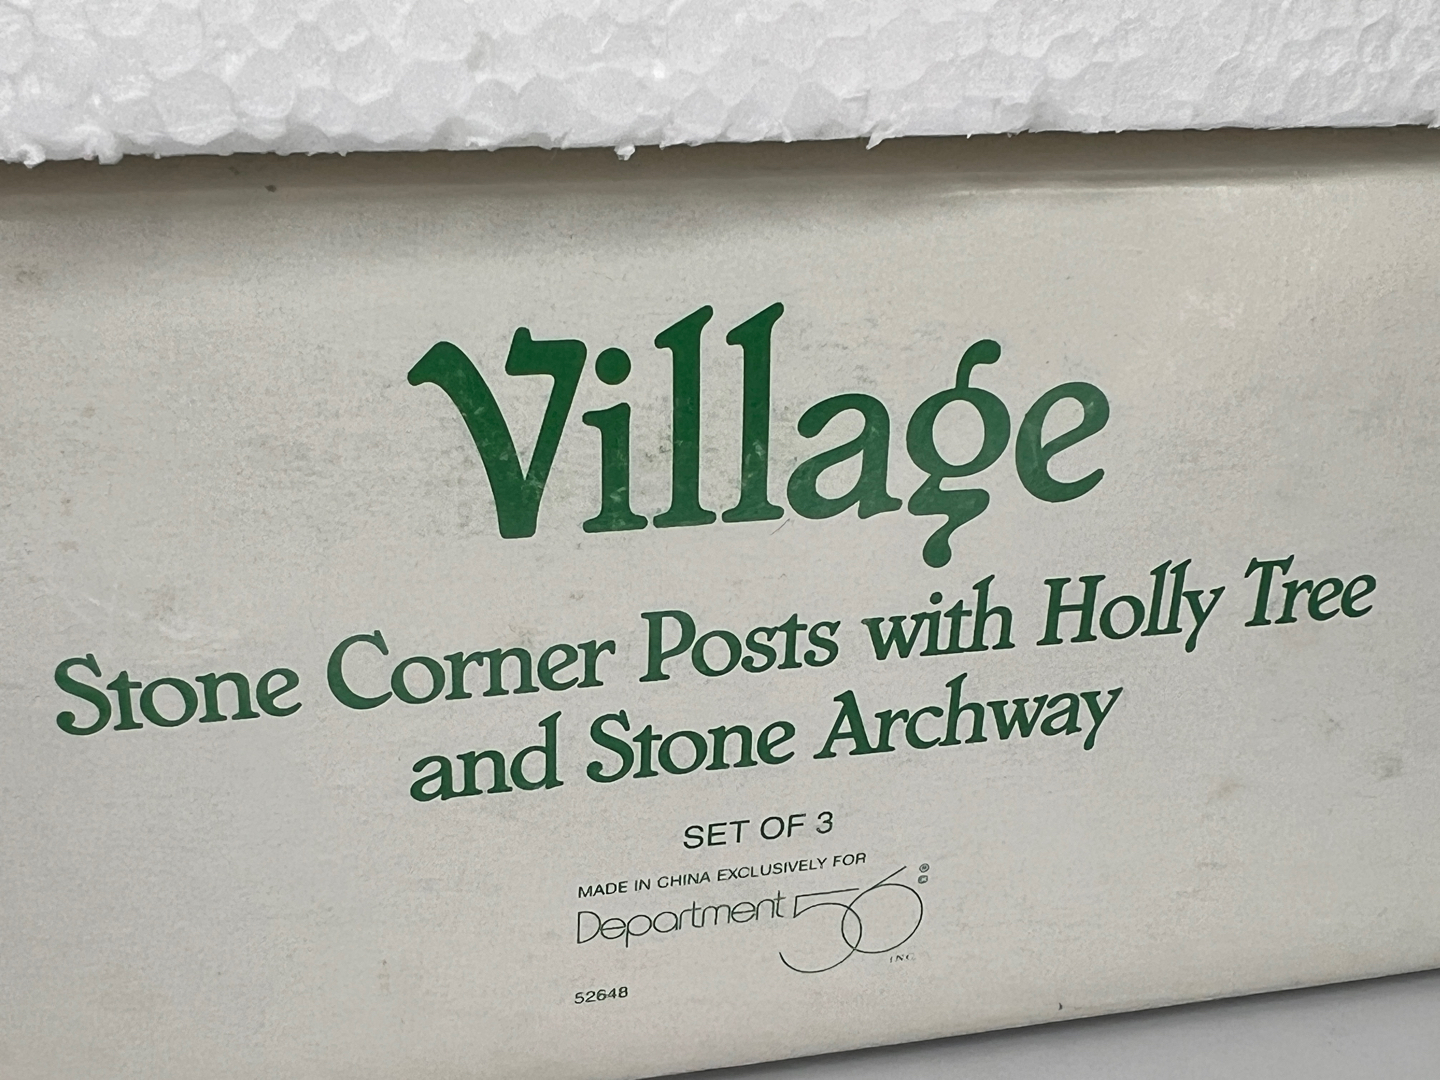 Village
Stone Corner Posts with Holly Tree
and Stone Archway
SET OF 3
MADE IN CHINA EXCLUSIVELY FOR
Department 56 ® ©
INC.
52648